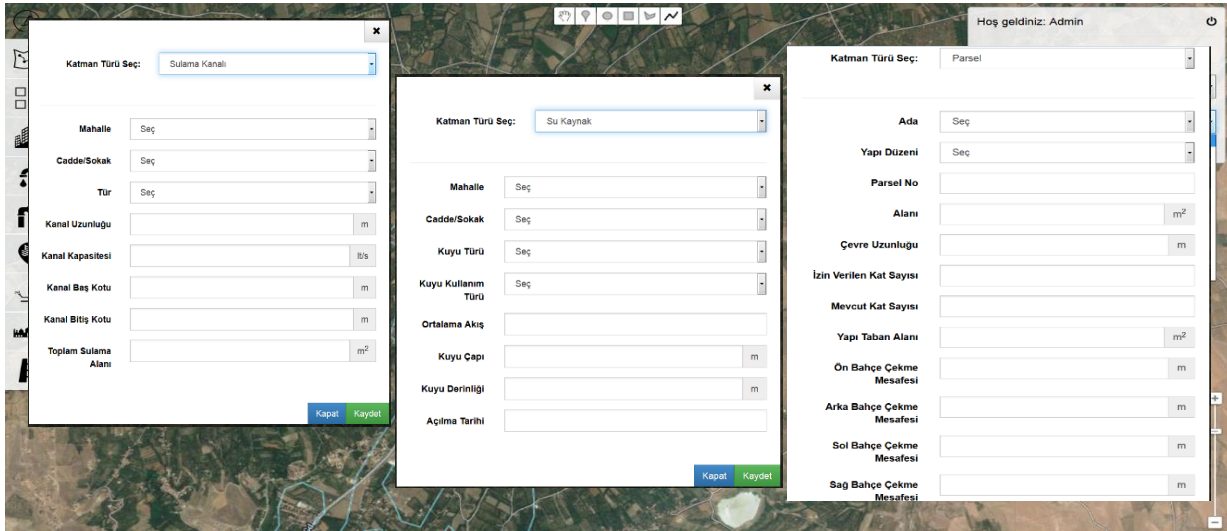 Hoş geldiniz: Admin
×
Katman Türü Seç: Sulama Kanalı
Mahalle Seç
Cadde/Sokak Seç
Tür Seç
Kanal Uzunluğu m
Kanal Kapasitesi lt/s
Kanal Baş Kotu m
Kanal Bitiş Kotu m
Toplam Sulama m²
Alanı
Kapat Kaydet
×
Katman Türü Seç: Su Kaynak
Mahalle Seç
Cadde/Sokak Seç
Kuyu Türü Seç
Kuyu Kullanım Seç
Türü
Ortalama Akış
Kuyu Çapı m
Kuyu Derinliği m
Açılma Tarihi
Kapat Kaydet
Katman Türü Seç: Parsel
Ada Seç
Yapı Düzeni Seç
Parsel No
Alanı m²
Çevre Uzunluğu m
İzin Verilen Kat Sayısı
Mevcut Kat Sayısı
Yapı Taban Alanı m²
Ön Bahçe Çekme m
Mesafesi
Arka Bahçe Çekme m
Mesafesi
Sol Bahçe Çekme m
Mesafesi
Sağ Bahçe Çekme m
Mesafesi